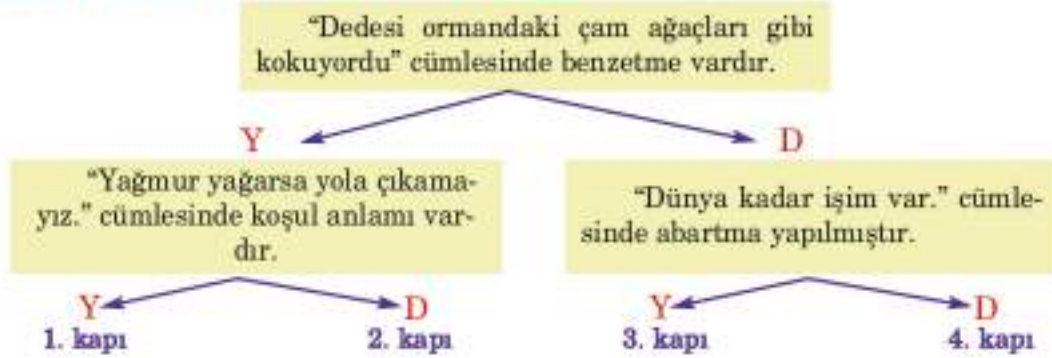 “Dedesi ormandaki çam ağaçları gibi
kokuyordu” cümlesinde benzetme vardır.
Y
D
“Yağmur yağarsa yola çıkama-
yız.” cümlesinde koşul anlamı var-
dır.
“Dünya kadar işim var.” cümle-
sinde abartma yapılmıştır.
Y
D
Y
D
1. kapı
2. kapı
3. kapı
4. kapı